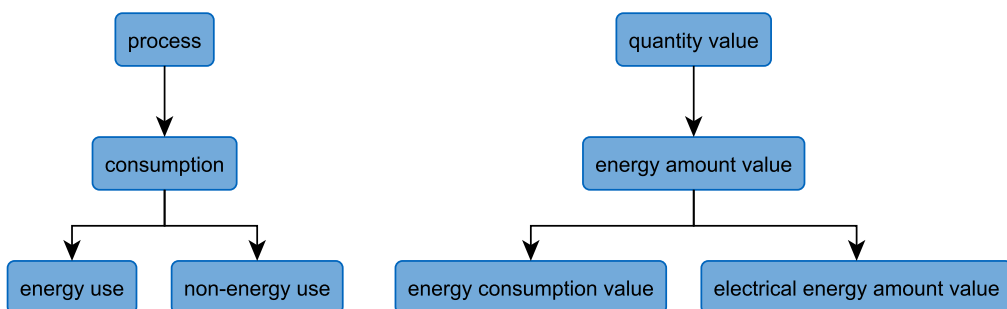 process
quantity value
consumption
energy amount value
energy use
non-energy use
energy consumption value
electrical energy amount value